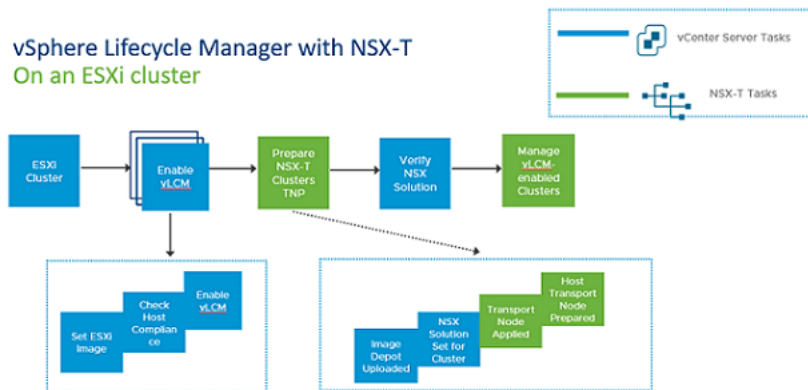 vSphere Lifecycle Manager with NSX-T
On an ESXi cluster
vCenter Server Tasks
NSX-T Tasks
ESXi
Cluster
Enable
vLCM
Prepare
NSX-T
Clusters
TNP
Verify
NSX
Solution
Manage
vLCM-
enabled
Clusters
Set ESXi
Image
Check
Host
Complian
ce
Enable
vLCM
Image
Depot
Uploaded
NSX
Solution
Set for
Cluster
Transport
Node
Applied
Host
Transport
Node
Prepared